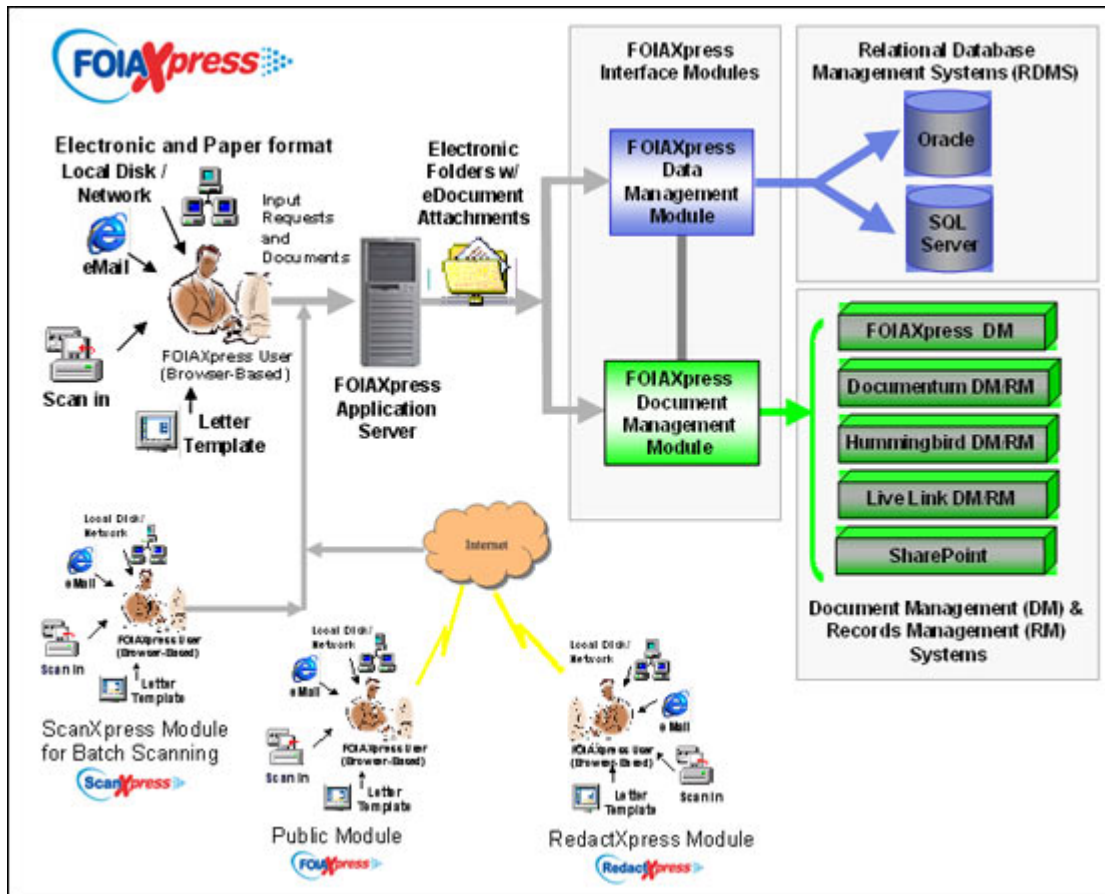 FOIAXpress
Electronic and Paper format
Local Disk /
Network
eMail
Scan in
Input
Requests
and
Documents
FOIAXpress User
(Browser-Based)
Letter
Template
FOIAXpress
Application
Server
Electronic
Folders w/
eDocument
Attachments
FOIAXpress
Interface Modules
FOIAXpress
Data
Management
Module
FOIAXpress
Document
Management
Module
Relational Database
Management Systems (RDMS)
Oracle
SQL
Server
FOIAXpress DM
Documentum DM/RM
Hummingbird DM/RM
Live Link DM/RM
SharePoint
Document Management (DM) &
Records Management (RM)
Systems
Internet
Local Disk/
Network
eMail
Scan In
FOIAXpress User
(Browser-Based)
Letter
Template
ScanXpress Module
for Batch Scanning
ScanXpress
Local Disk/
Network
eMail
Scan In
FOIAXpress User
(Browser-Based)
Letter
Template
Public Module
FOIAXpress
Local Disk/
Network
eMail
FOIAXpress User
(Browser-Based)
Scan In
Letter
Template
RedactXpress Module
RedactXpress